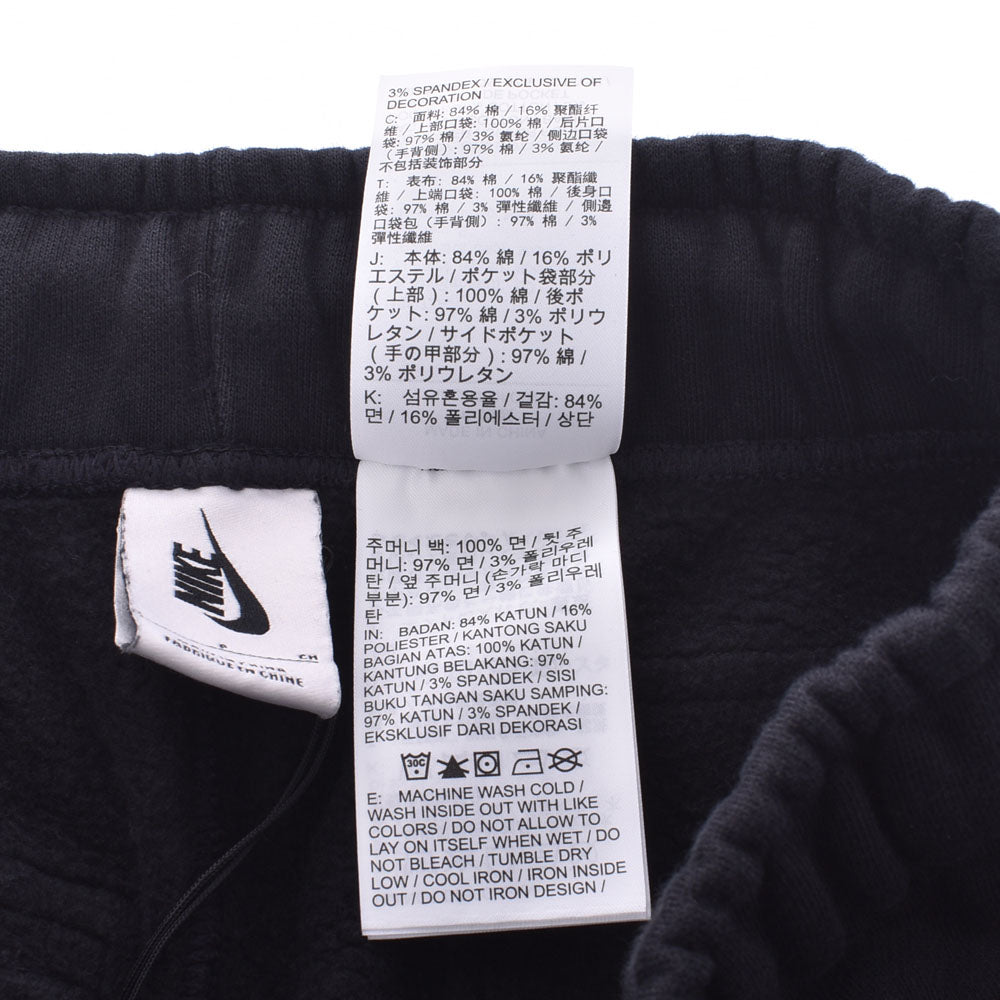 3% SPANDEX / EXCLUSIVE OF
DECORATION
C: 面料: 84% 棉 / 16% 聚酯纤
维 / 上部口袋: 100% 棉 / 后片口
袋: 97% 棉 / 3% 氨纶 / 侧边口袋
(手背侧) : 97% 棉 / 3% 氨纶 /
不包括装饰部分
T: 表布: 84% 棉 / 16% 聚酯纖
維 / 上端口袋: 100% 棉 / 後身口
袋: 97% 棉 / 3% 彈性纖維 / 側邊
口袋包 (手背側) : 97% 棉 / 3%
彈性纖維
J: 本体: 84% 綿 / 16% ポリ
エステル / ポケット袋部分
( 上部 ) : 100% 綿 / 後ポ
ケット: 97% 綿 / 3% ポリウ
レタン / サイドポケット
( 手の甲部分 ) : 97% 綿 /
3% ポリウレタン
K: 섬유혼용율 / 겉감: 84%
면 / 16% 폴리에스터 / 상단
주머니 백: 100% 면 / 뒷 주
머니: 97% 면 / 3% 폴리우레
탄 / 옆 주머니 (손가락 마디
부분): 97% 면 / 3% 폴리우레
탄
IN: BADAN: 84% KATUN / 16%
POLIESTER / KANTONG SAKU
BAGIAN ATAS: 100% KATUN /
KANTUNG BELAKANG: 97%
KATUN / 3% SPANDEK / SISI
BUKU TANGAN SAKU SAMPING:
97% KATUN / 3% SPANDEK /
EKSKLUSIF DARI DEKORASI
30C
E: MACHINE WASH COLD /
WASH INSIDE OUT WITH LIKE
COLORS / DO NOT ALLOW TO
LAY ON ITSELF WHEN WET / DO
NOT BLEACH / TUMBLE DRY
LOW / COOL IRON / IRON INSIDE
OUT / DO NOT IRON DESIGN /
NIKE
FABRIQUE EN CHINE